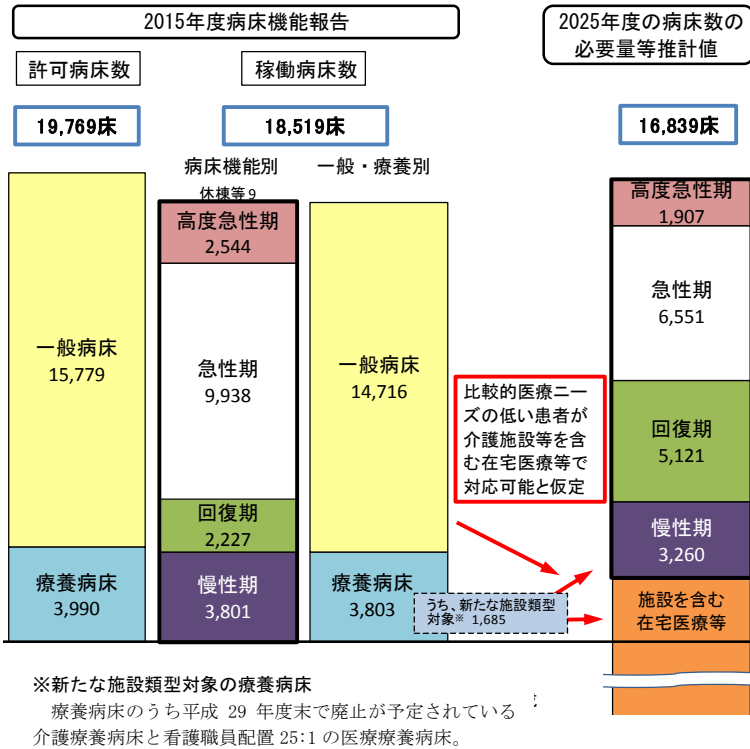 2015年度病床機能報告
2025年度の病床数の
必要量等推計値
許可病床数
稼働病床数
19,769床
18,519床
16,839床
病床機能別
一般・療養別
休棟等9
高度急性期
2,544
急性期
9,938
回復期
2,227
慢性期
3,801
一般病床
15,779
療養病床
3,990
一般病床
14,716
療養病床
3,803
比較的医療ニー
ズの低い患者が
介護施設等を含
む在宅医療等で
対応可能と仮定
うち、新たな施設類型
対象※ 1,685
高度急性期
1,907
急性期
6,551
回復期
5,121
慢性期
3,260
施設を含む
在宅医療等
※新たな施設類型対象の療養病床
療養病床のうち平成 29 年度末で廃止が予定されている
介護療養病床と看護職員配置 25:1 の医療療養病床。